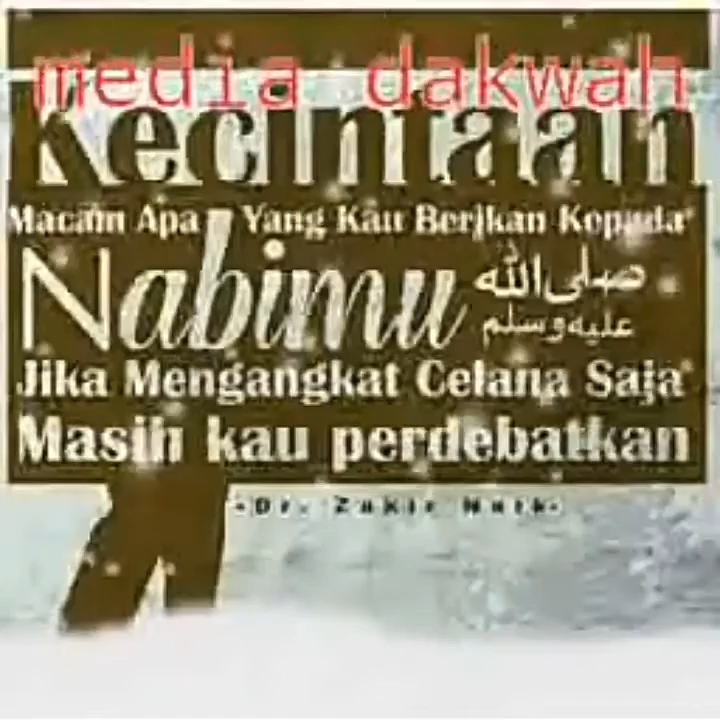 media dakwah
Kecintaan
Macam Apa Yang Kau Berikan Kepada
Nabimu صلى الله عليه وسلم
Jika Mengangkat Celana Saja
Masih kau perdebatkan
-Dr. Zakir Naik-